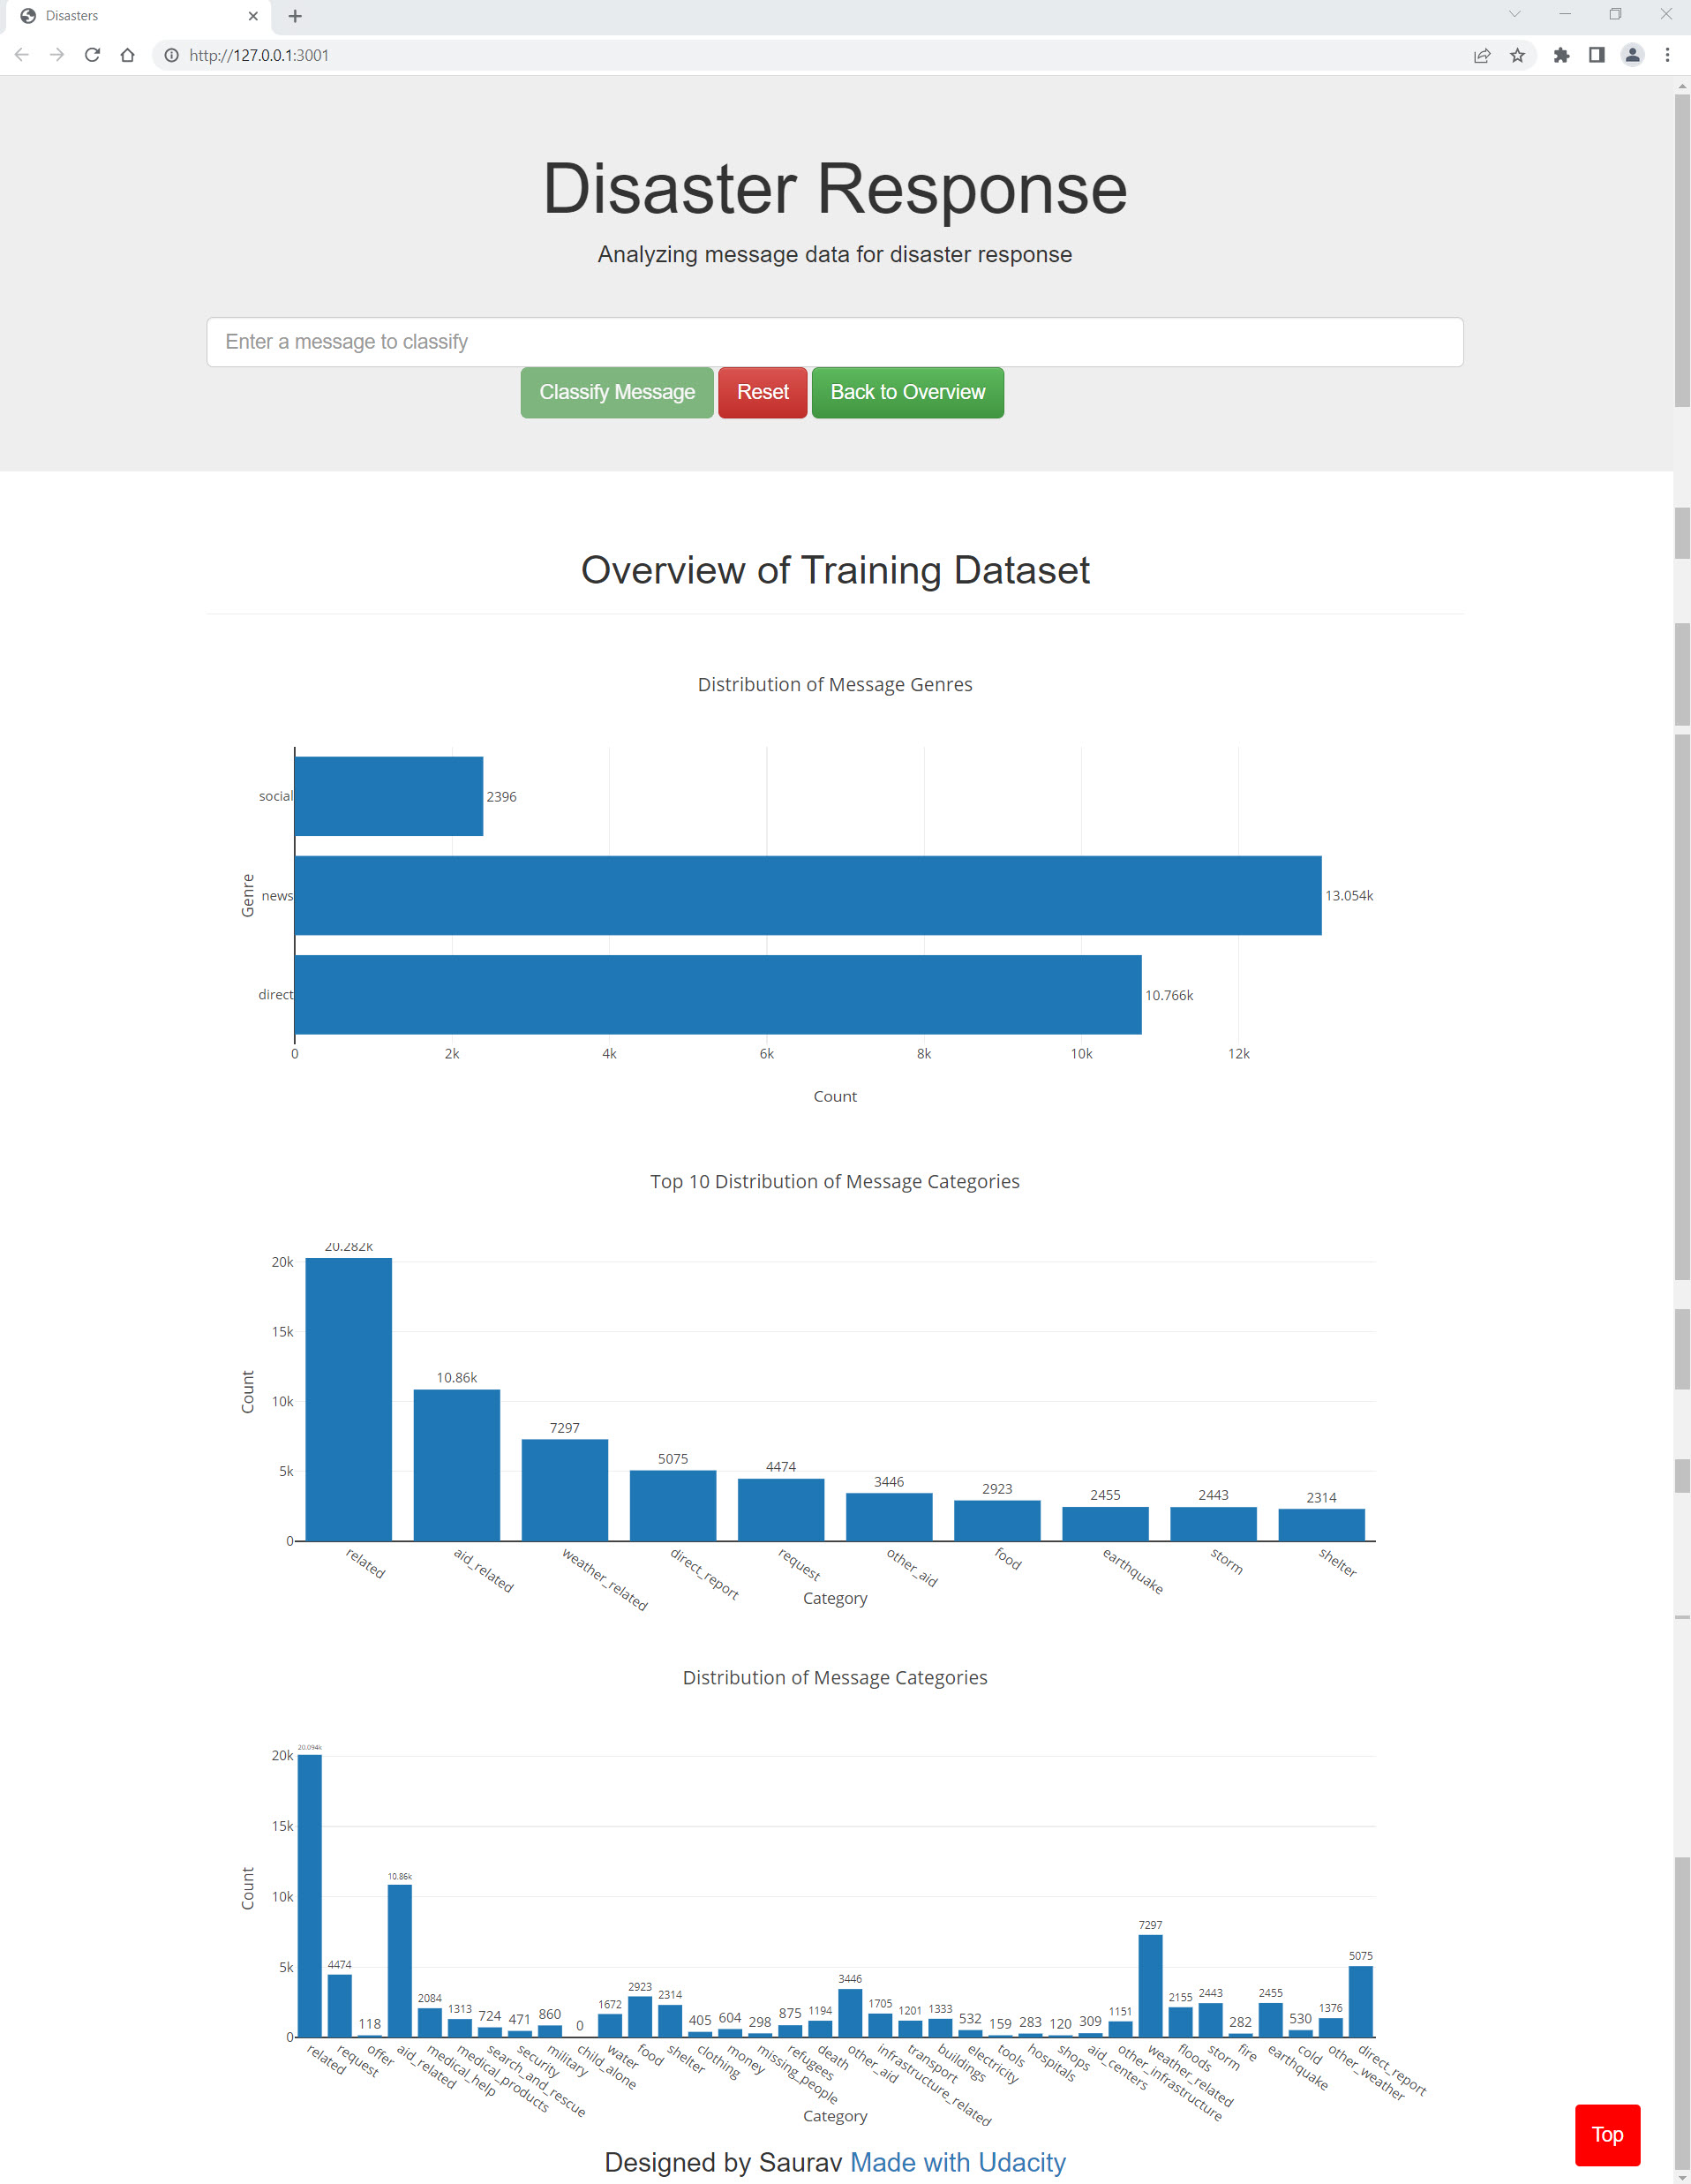 Disasters
http://127.0.0.1:3001
Disaster Response
Analyzing message data for disaster response
Enter a message to classify
Classify Message Reset Back to Overview
Overview of Training Dataset
Distribution of Message Genres
social 2396
Genre
news 13.054k
direct 10.766k
0 2k 4k 6k 8k 10k 12k
Count
Top 10 Distribution of Message Categories
20.282k
20k
15k
10.86k
10k
7297
5075
4474
3446
2923
2455
2443
2314
5k
0
Count
related aid_related weather_related direct_report request other_aid food earthquake storm shelter
Category
Distribution of Message Categories
20.094k
20k
15k
10k
5k
0
Count
4474 118 10.86k 2084 1313 724 471 860 0 1672 2923 2314 405 604 298 875 1194 3446 1705 1201 1333 532 159 283 120 309 1151 7297 2155 2443 282 2455 530 1376 5075
related request offer aid_related medical_help medical_products search_and_rescue security military child_alone water food shelter clothing money missing_people refugees death other_aid infrastructure_related transport buildings electricity tools hospitals shops aid_centers other_infrastructure weather_related floods storm fire earthquake cold other_weather direct_report
Category
Top
Designed by Saurav Made with Udacity